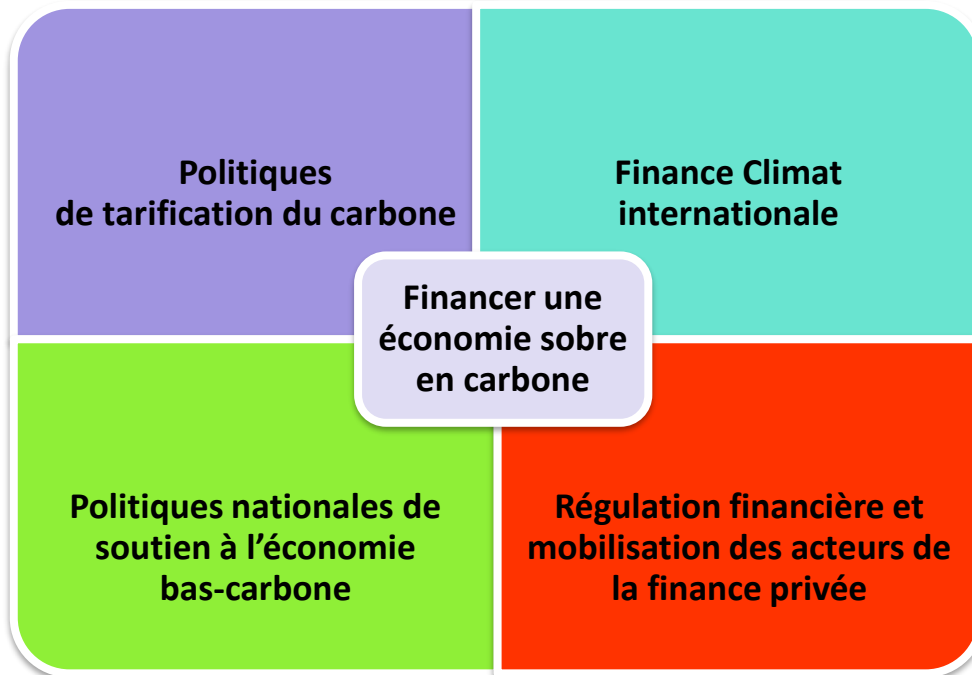 Politiques
de tarification du carbone
Finance Climat
internationale
Financer une
économie sobre
en carbone
Politiques nationales de
soutien à l’économie
bas-carbone
Régulation financière et
mobilisation des acteurs de
la finance privée